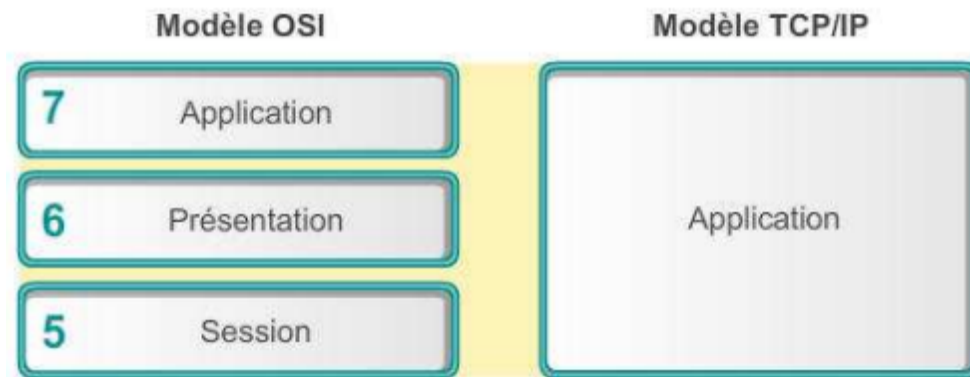 Modèle OSI
Modèle TCP/IP
7 Application
6 Présentation
5 Session
Application